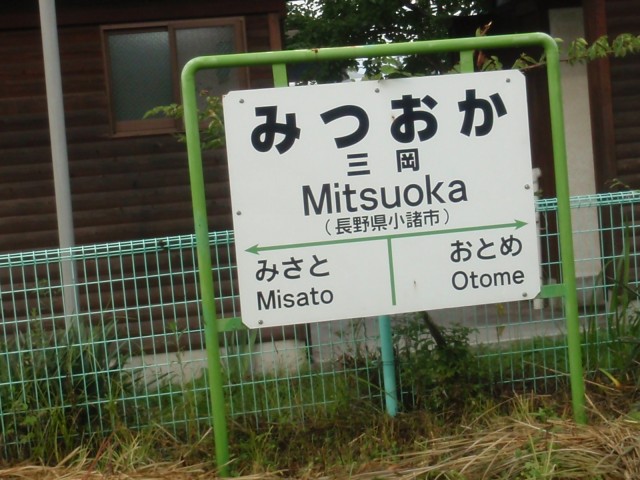 みつおか
三岡
Mitsuoka
(長野県小諸市)
みさと
Misato
おとめ
Otome